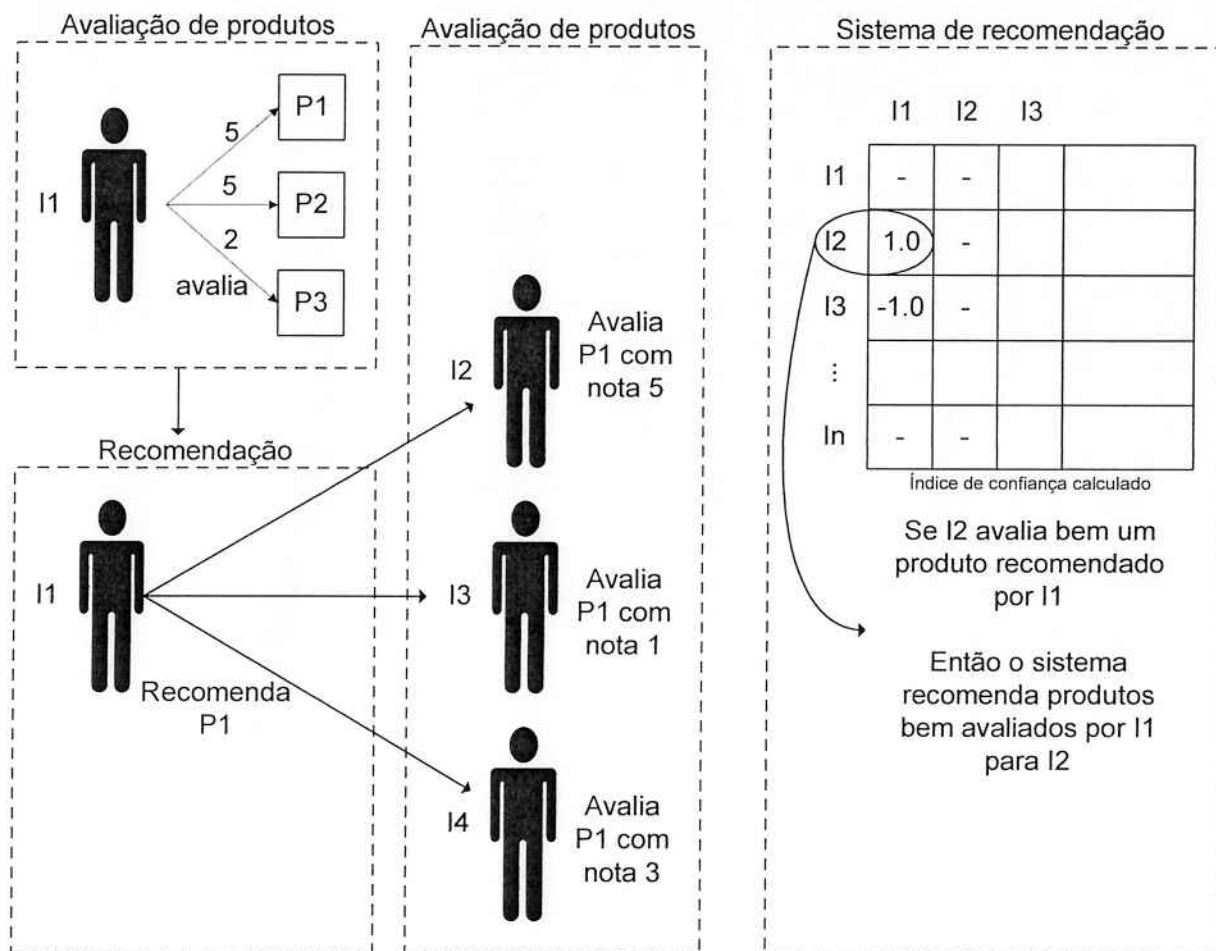 Avaliação de produtos
I1
5
5
2
avalia
P1
P2
P3
Recomendação
I1
Recomenda
P1
Avaliação de produtos
I2
Avalia
P1 com
nota 5
I3
Avalia
P1 com
nota 1
I4
Avalia
P1 com
nota 3
Sistema de recomendação
I1 I2 I3
I1 - -
I2 1.0 -
I3 -1.0 -
...
In - -
Índice de confiança calculado
Se I2 avalia bem um
produto recomendado
por I1
Então o sistema
recomenda produtos
bem avaliados por I1
para I2